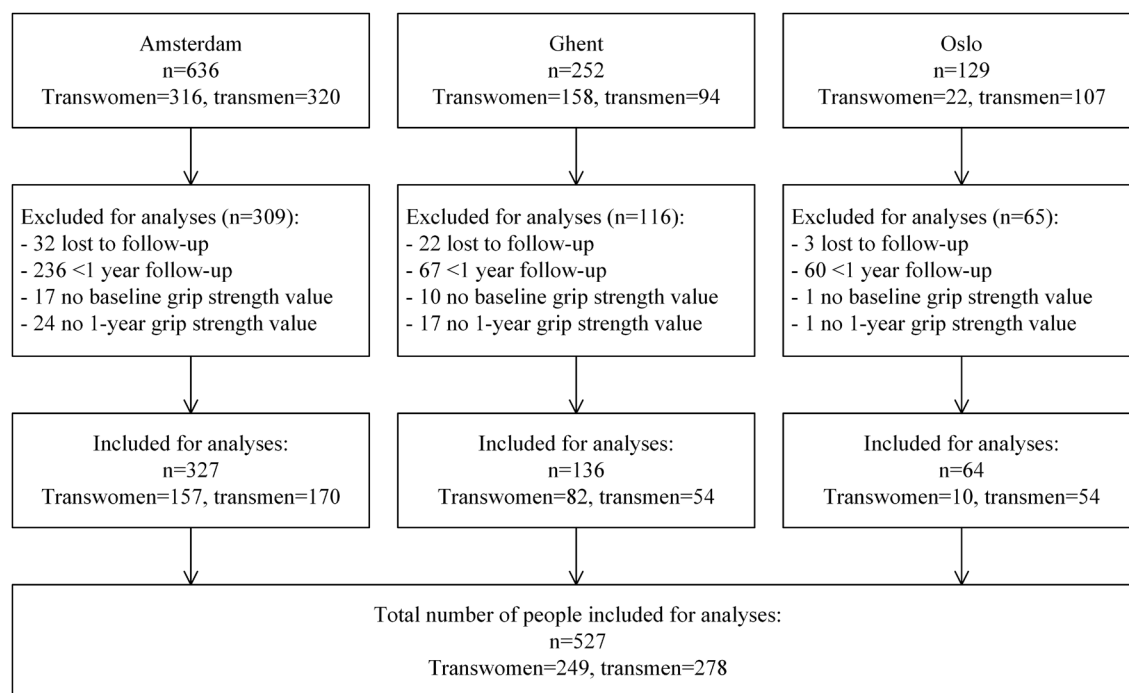 Amsterdam
n=636
Transwomen=316, transmen=320
Ghent
n=252
Transwomen=158, transmen=94
Oslo
n=129
Transwomen=22, transmen=107
Excluded for analyses (n=309):
- 32 lost to follow-up
- 236 <1 year follow-up
- 17 no baseline grip strength value
- 24 no 1-year grip strength value
Excluded for analyses (n=116):
- 22 lost to follow-up
- 67 <1 year follow-up
- 10 no baseline grip strength value
- 17 no 1-year grip strength value
Excluded for analyses (n=65):
- 3 lost to follow-up
- 60 <1 year follow-up
- 1 no baseline grip strength value
- 1 no 1-year grip strength value
Included for analyses:
n=327
Transwomen=157, transmen=170
Included for analyses:
n=136
Transwomen=82, transmen=54
Included for analyses:
n=64
Transwomen=10, transmen=54
Total number of people included for analyses:
n=527
Transwomen=249, transmen=278